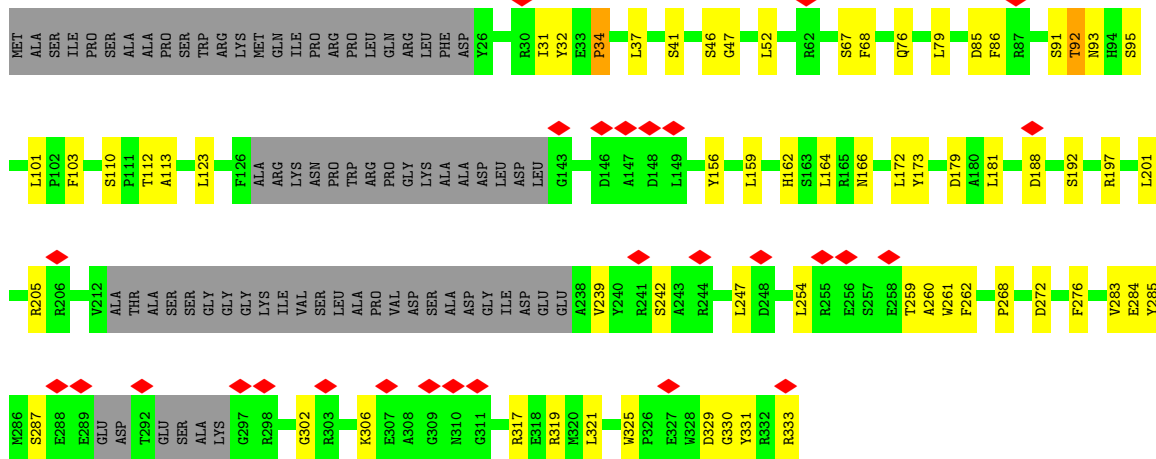 MET ALA SER ILE PRO SER ALA ALA PRO SER TRP ARG LYS MET GLN ILE PRO ARG PRO LEU GLN ARG LEU PHE ASP Y26 R30 I31 Y32 E33 P34 L37 S41 S46 G47 L52 R62 S67 F68 Q76 L79 D85 F86 R87 S91 T92 N93 H94 S95
L101 P102 F103 S110 P111 T112 A113 L123 F126 ALA ARG LYS ASN PRO TRP ARG PRO GLY LYS ALA ALA ASP LEU ASP LEU G143 D146 A147 D148 L149 Y156 L159 H162 S163 L164 R165 N166 L172 Y173 D179 A180 L181 D188 S192 R197 L201
R205 R206 V212 ALA THR ALA SER SER GLY GLY GLY LYS ILE VAL SER LEU ALA PRO VAL ASP SER ALA ASP GLY ILE ASP GLU GLU A238 V239 Y240 R241 S242 A243 R244 L247 D248 L254 R255 E256 S257 E258 T259 A260 W261 F262 P268 D272 F276 V283 E284 Y285
M286 S287 E288 E289 GLU ASP T292 GLU SER ALA LYS G297 R298 G302 R303 K306 E307 A308 G309 N310 G311 R317 E318 R319 M320 L321 W325 P326 E327 W328 D329 G330 Y331 R332 R333